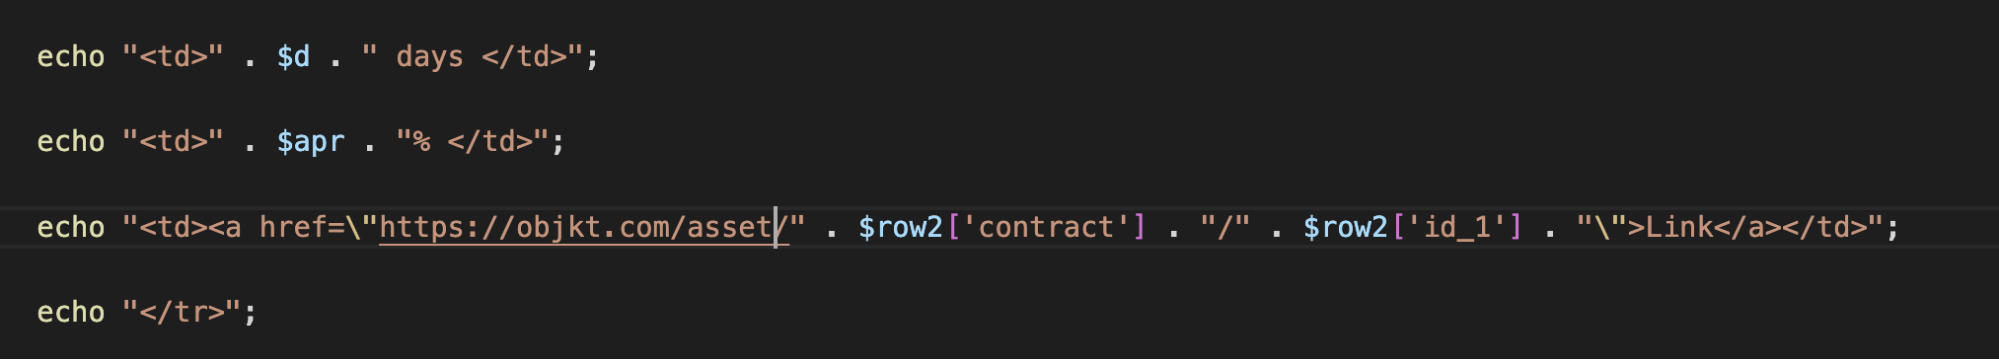 echo "<td>" . $d . " days </td>";
echo "<td>" . $apr . "% </td>";
echo "<td><a href=\"https://objkt.com/asset/" . $row2['contract'] . "/" . $row2['id_1'] . "\">Link</a></td>";
echo "</tr>";